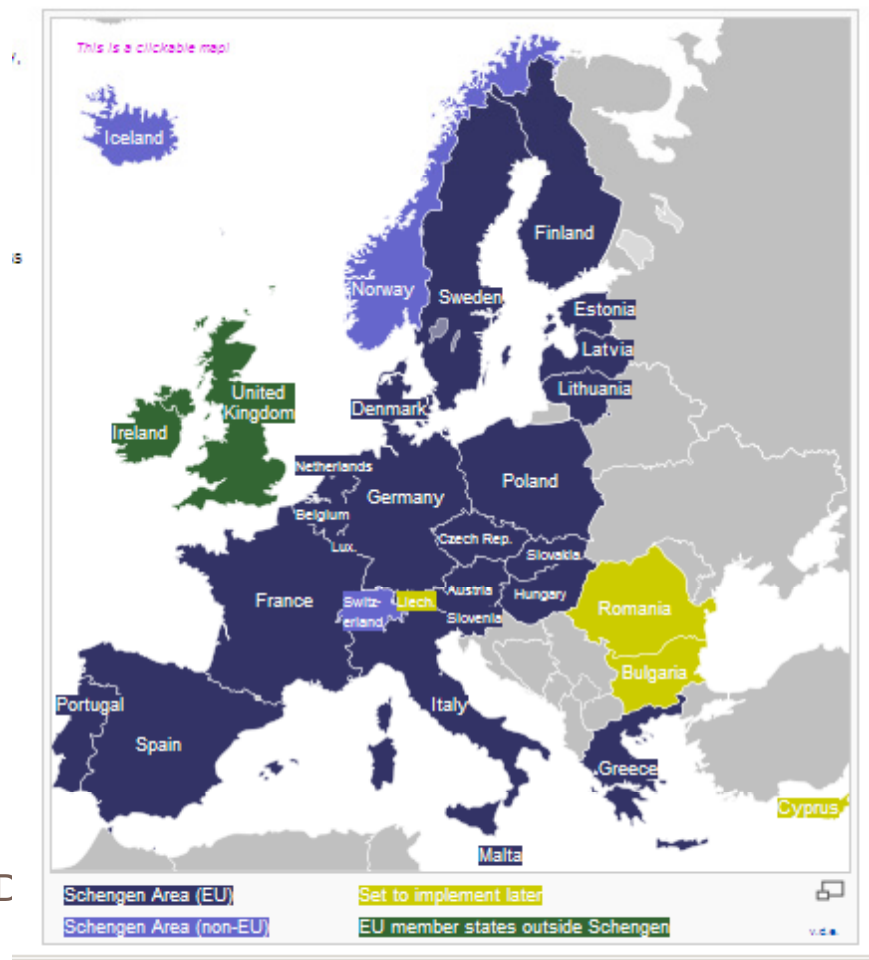 This is a clickable map!
Iceland
Finland
Norway
Sweden
Estonia
Latvia
Lithuania
United
Kingdom
Denmark
Ireland
Netherlands
Poland
Germany
Belgium
Czech Rep.
Lux.
Slovakia
Austria
Hungary
France
Switz-
erland
Liech.
Romania
Slovenia
Bulgaria
Portugal
Italy
Spain
Greece
Cyprus
Malta
Schengen Area (EU)
Set to implement later
Schengen Area (non-EU)
EU member states outside Schengen
v.d.e.